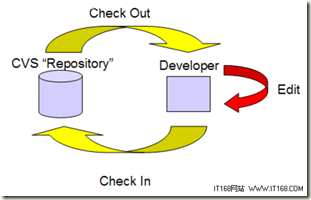 Check Out
CVS “Repository”
Developer
Edit
Check In
IT168网站 WWW.IT168.COM